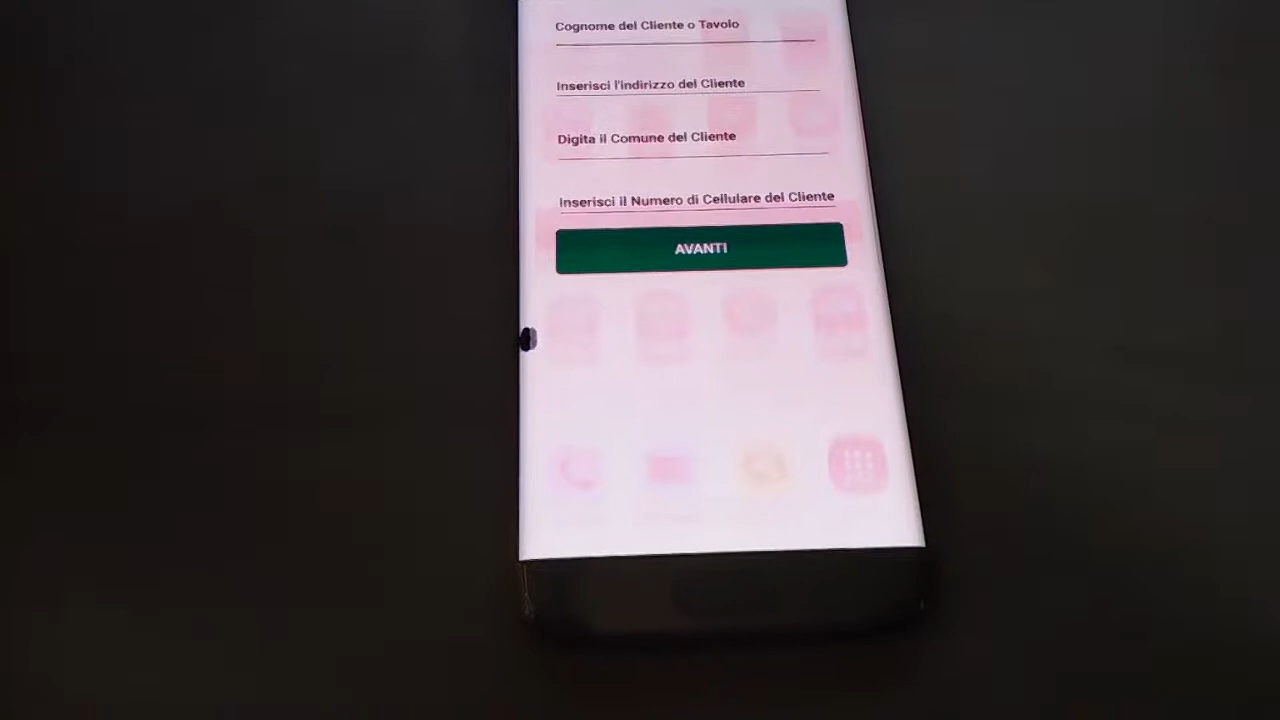 Cognome del Cliente o Tavolo
Inserisci l'indirizzo del Cliente
Digita il Comune del Cliente
Inserisci il Numero di Cellulare del Cliente
AVANTI